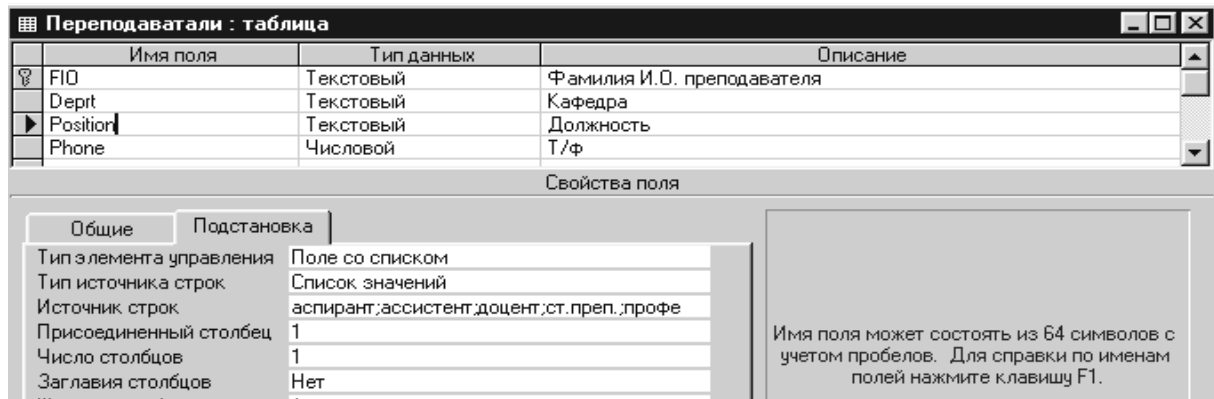 Переподаватали : таблица
Имя поля Тип данных Описание
FIO Текстовый Фамилия И.О. преподавателя
Deprt Текстовый Кафедра
Position Текстовый Должность
Phone Числовой Т/ф
Свойства поля
Общие Подстановка
Тип элемента управления Поле со списком
Тип источника строк Список значений
Источник строк аспирант;ассистент;доцент;ст.преп.;профе
Присоединенный столбец 1
Число столбцов 1
Заглавия столбцов Нет
Имя поля может состоять из 64 символов с
учетом пробелов. Для справки по именам
полей нажмите клавишу F1.